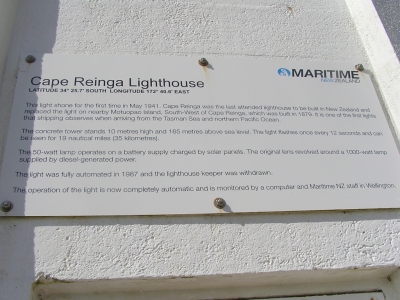 Cape Reinga Lighthouse
LATITUDE 34° 25.7' SOUTH LONGITUDE 172° 40.6' EAST
MARITIME
NEW ZEALAND
This light shone for the first time in May 1941. Cape Reinga was the last attended lighthouse to be built in New Zealand and
replaced the light on nearby Motuopao Island, South-West of Cape Reinga, which was built in 1879. It is one of the first lights
that shipping observes when arriving from the Tasman Sea and northern Pacific Ocean.
The concrete tower stands 10 metres high and 165 metres above sea level. The light flashes once every 12 seconds and can
be seen for 19 nautical miles (35 kilometres).
The 50-watt lamp operates on a battery supply charged by solar panels. The original lens revolved around a 1000-watt lamp
supplied by diesel-generated power.
The light was fully automated in 1987 and the lighthouse keeper was withdrawn.
The operation of the light is now completely automatic and is monitored by a computer and Maritime NZ staff in Wellington.